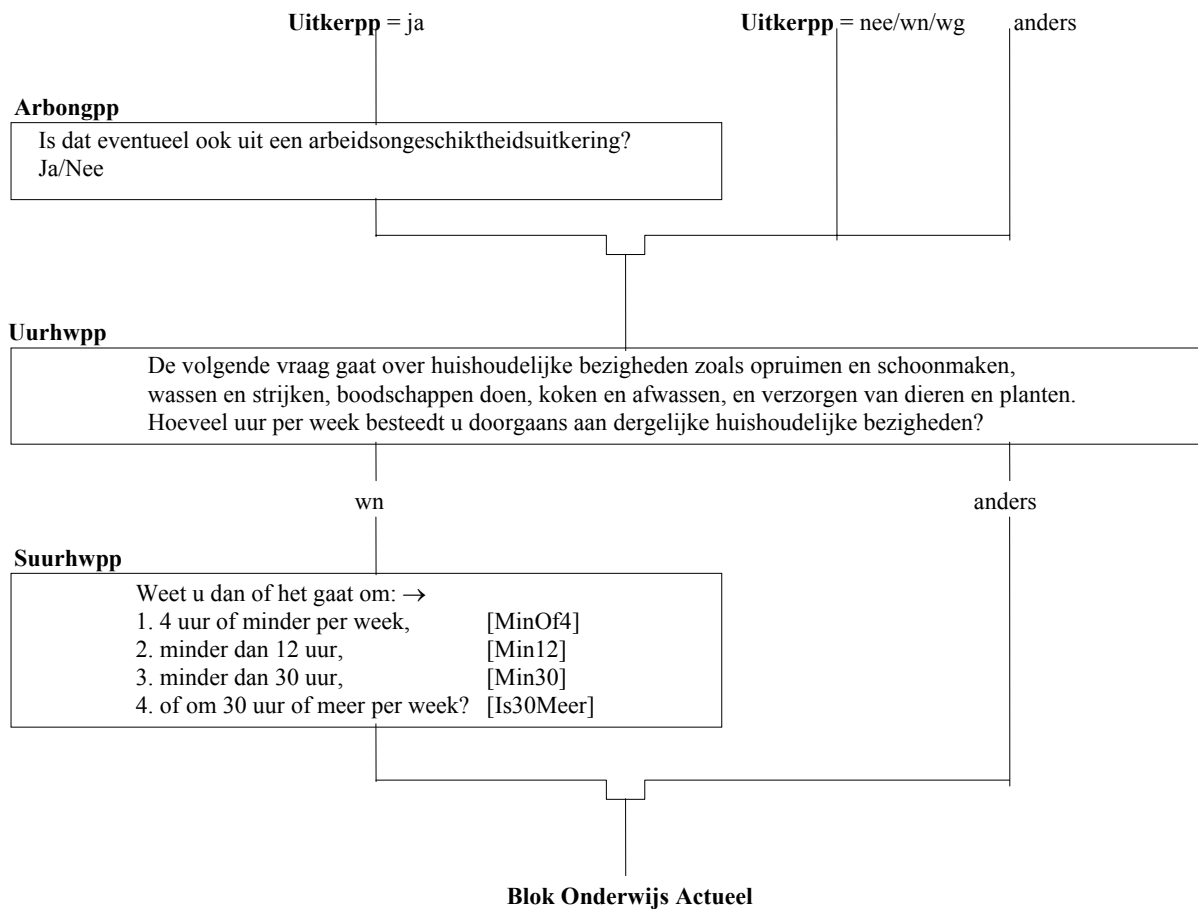 Uitkerpp = ja Uitkerpp = nee/wn/wg anders
Arbongpp
Is dat eventueel ook uit een arbeidsongeschiktheidsuitkering?
Ja/Nee
Uurhwpp
De volgende vraag gaat over huishoudelijke bezigheden zoals opruimen en schoonmaken,
wassen en strijken, boodschappen doen, koken en afwassen, en verzorgen van dieren en planten.
Hoeveel uur per week besteedt u doorgaans aan dergelijke huishoudelijke bezigheden?
wn anders
Suurhwpp
Weet u dan of het gaat om: →
1. 4 uur of minder per week, [MinOf4]
2. minder dan 12 uur, [Min12]
3. minder dan 30 uur, [Min30]
4. of om 30 uur of meer per week? [Is30Meer]
Blok Onderwijs Actueel